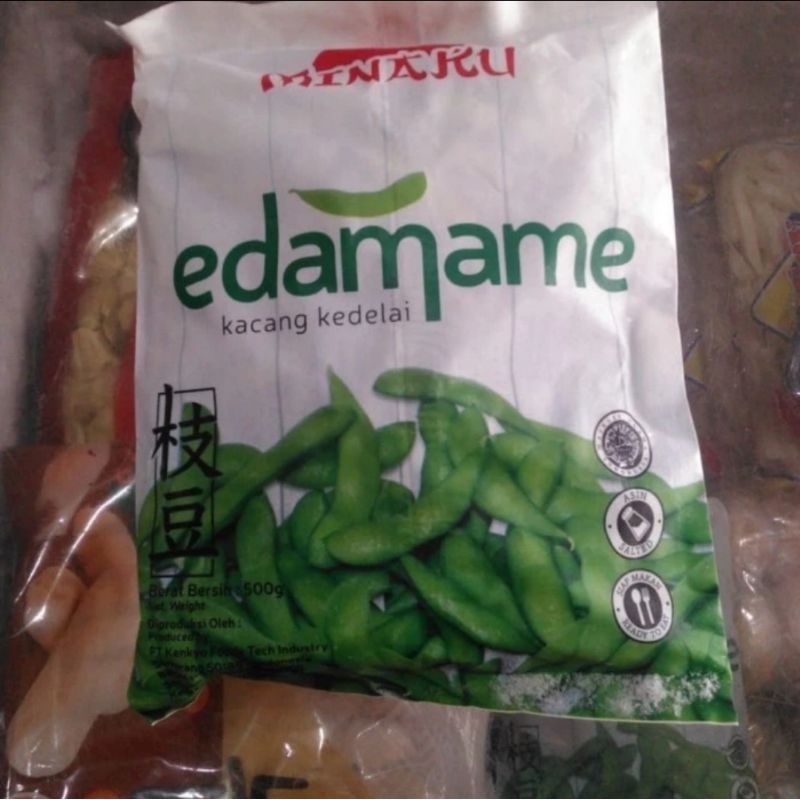 MINAKU
edamame
kacang kedelai
枝豆
Berat Bersih : 500g
Net. Weight
Diproduksi Oleh :
Produced by
PT Kenkyo Foods Tech Industry
ASIN
SALTED
SIAP MAKAN
READY TO EAT
枝